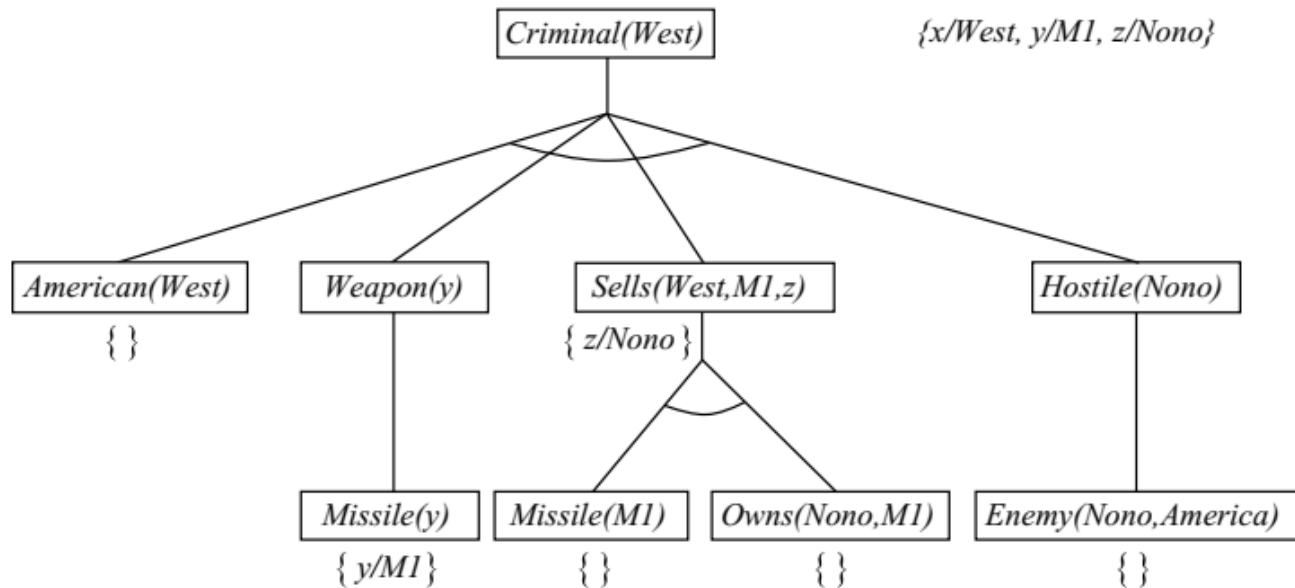 Criminal(West) {x/West, y/M1, z/Nono}
American(West) Weapon(y) Sells(West,M1,z) Hostile(Nono)
{ } { z/Nono }
Missile(y) Missile(M1) Owns(Nono,M1) Enemy(Nono,America)
{ y/M1} { } { } { }